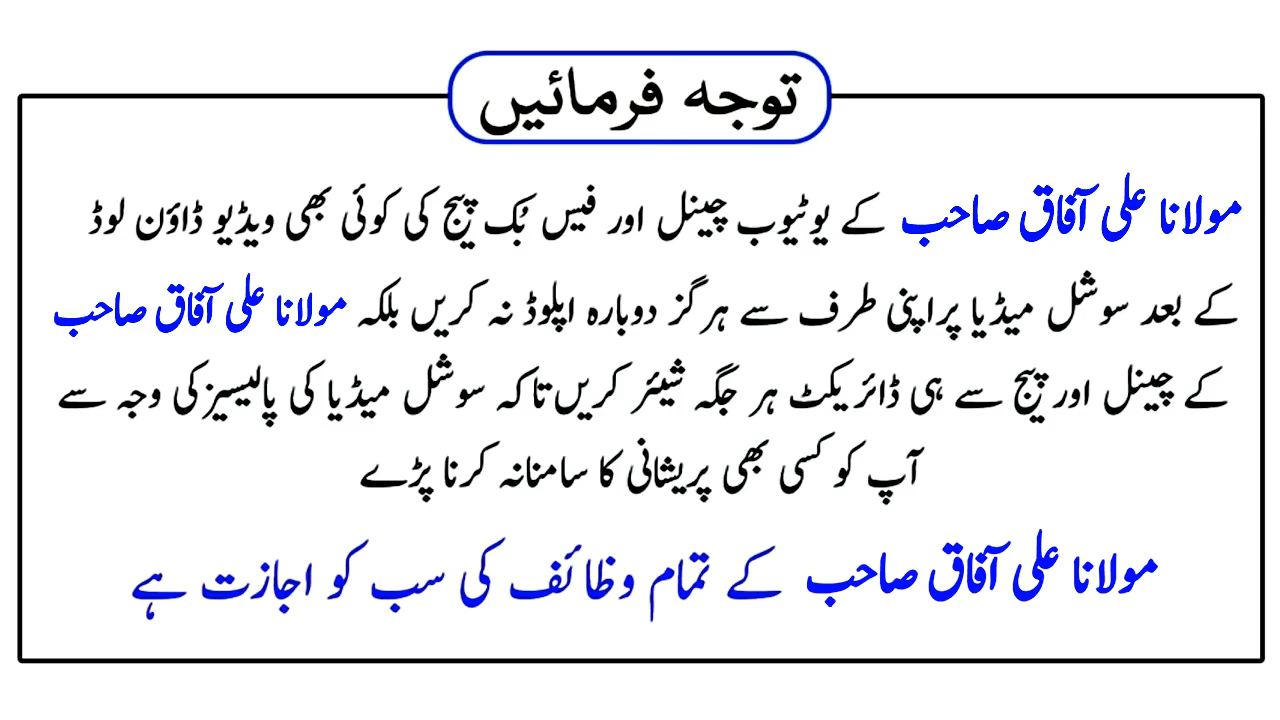 توجہ فرمائیں
مولانا علی آفاق صاحب کے یوٹیوب چینل اور فیس بُک پیج کی کوئی بھی ویڈیو ڈاؤن لوڈ
کے بعد سوشل میڈیا پر اپنی طرف سے ہرگز دوبارہ اپلوڈ نہ کریں بلکہ مولانا علی آفاق صاحب
کے چینل اور پیج سے ہی ڈائریکٹ ہر جگہ شیئر کریں تاکہ سوشل میڈیا کی پالیسیز کی وجہ سے
آپ کو کسی بھی پریشانی کا سامنا نہ کرنا پڑے
مولانا علی آفاق صاحب کے تمام وظائف کی سب کو اجازت ہے